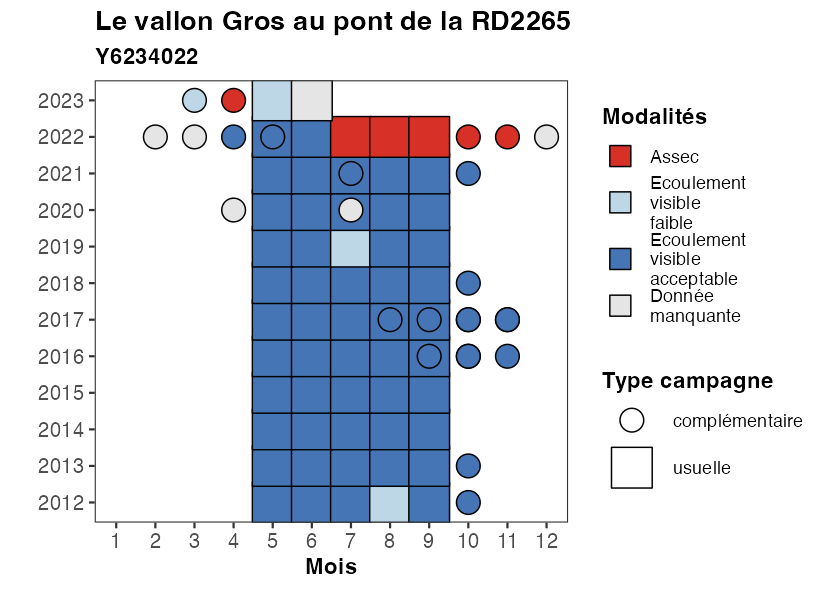 Le vallon Gros au pont de la RD2265
Y6234022
2023
2022
2021
2020
2019
2018
2017
2016
2015
2014
2013
2012
1 2 3 4 5 6 7 8 9 10 11 12
Mois
Modalités
Assec
Ecoulement
visible
faible
Ecoulement
visible
acceptable
Donnée
manquante
Type campagne
complémentaire
usuelle